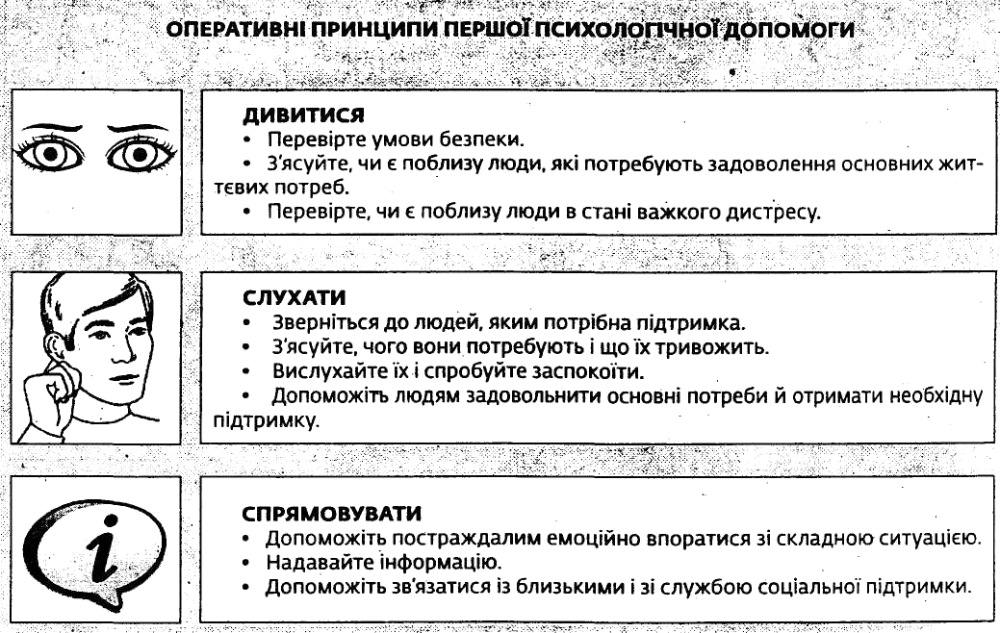 ОПЕРАТИВНІ ПРИНЦИПИ ПЕРШОЇ ПСИХОЛОГІЧНОЇ ДОПОМОГИ
ДИВИТИСЯ
• Перевірте умови безпеки.
• З'ясуйте, чи є поблизу люди, які потребують задоволення основних жит-
тєвих потреб.
• Перевірте, чи є поблизу люди в стані важкого дистресу.
СЛУХАТИ
• Зверніться до людей, яким потрібна підтримка.
• З'ясуйте, чого вони потребують і що їх тривожить.
• Вислухайте їх і спробуйте заспокоїти.
• Допоможіть людям задовольнити основні потреби й отримати необхідну
підтримку.
i
СПРЯМОВУВАТИ
• Допоможіть постраждалим емоційно впоратися зі складною ситуацією.
• Надавайте інформацію.
• Допоможіть зв'язатися із близькими і зі службою соціальної підтримки.